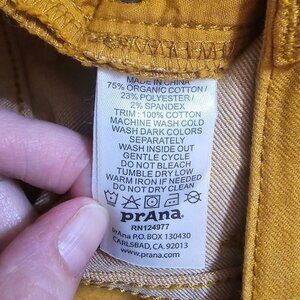 MADE IN CHINA
75% ORGANIC COTTON /
23% POLYESTER /
2% SPANDEX
TRIM : 100% COTTON
MACHINE WASH COLD
WASH DARK COLORS
SEPARATELY
WASH INSIDE OUT
GENTLE CYCLE
DO NOT BLEACH
TUMBLE DRY LOW
WARM IRON IF NEEDED
DO NOT DRY CLEAN
prAna
RN124977
prAna P.O. BOX 130430
CARLSBAD, CA. 92013
www.prana.com